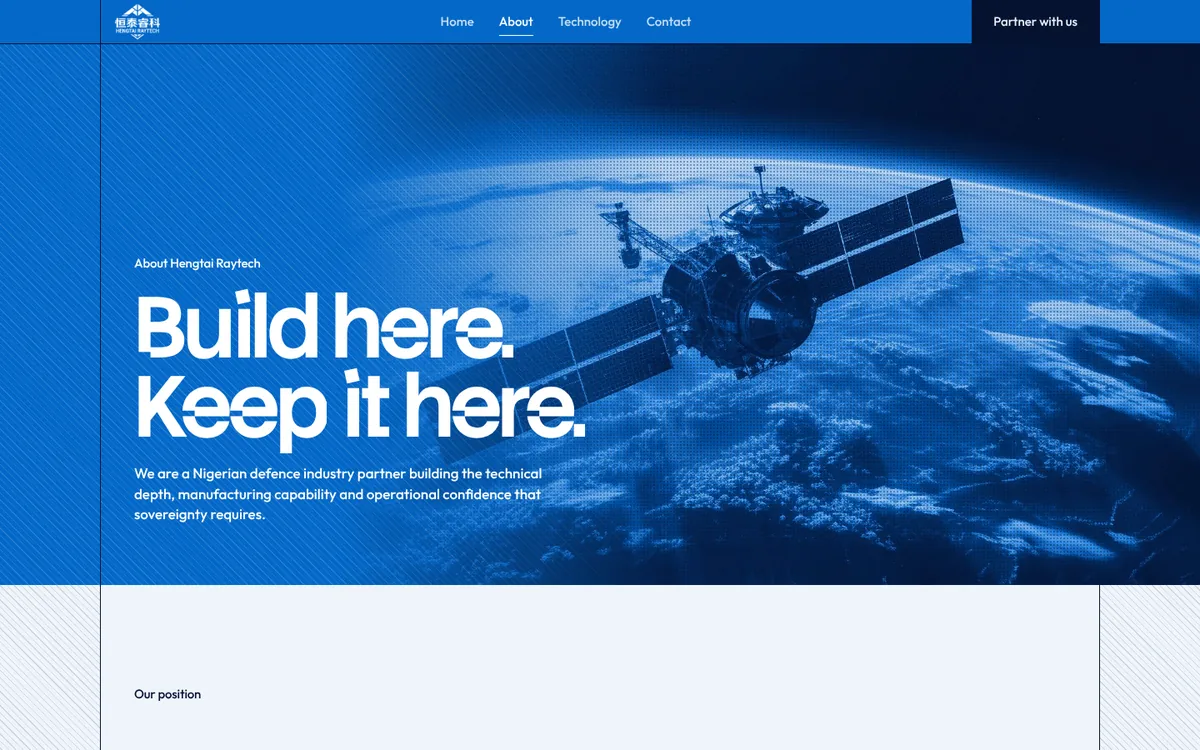 恒泰睿科
HENGTAI RAYTECH
Home
About
Technology
Contact
Partner with us
About Hengtai Raytech
Build here.
Keep it here.
We are a Nigerian defence industry partner building the technical
depth, manufacturing capability and operational confidence that
sovereignty requires.
Our position